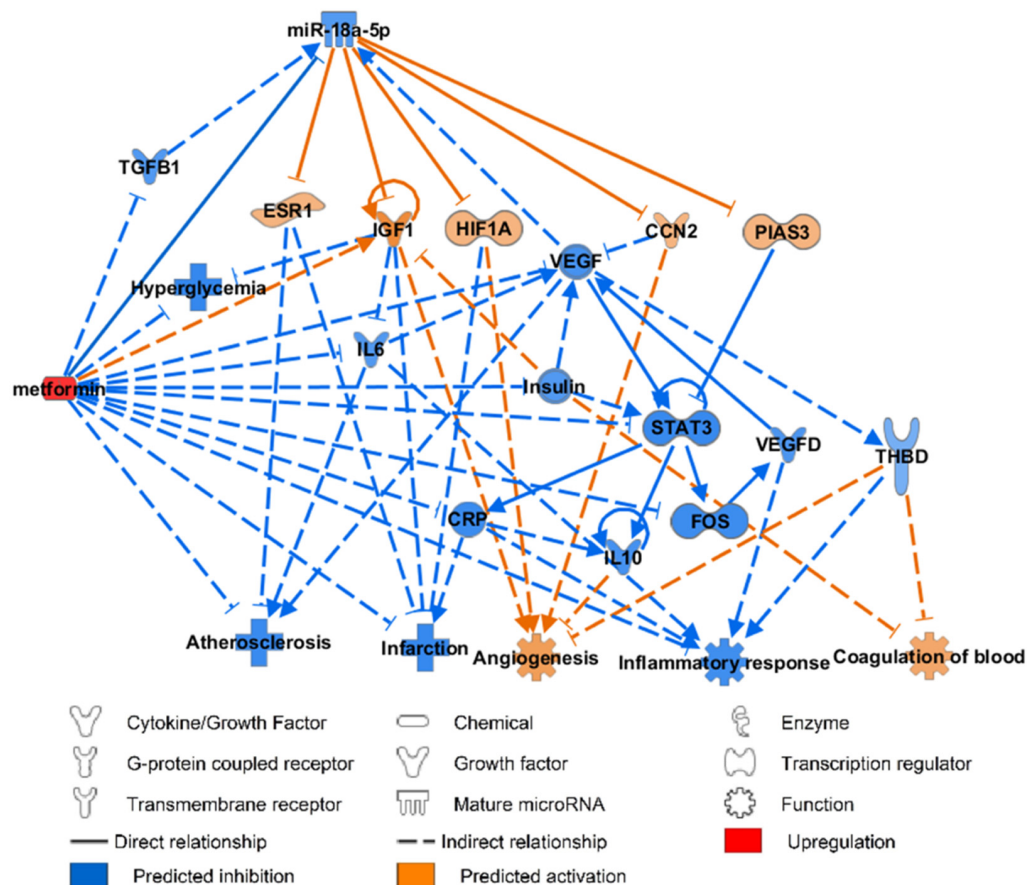 miR-18a-5p
TGFB1
ESR1
IGF1
HIF1A
CCN2
PIAS3
VEGF
Hyperglycemia
IL6
metformin
Insulin
STAT3
VEGFD
THBD
CRP
FOS
IL10
Atherosclerosis
Infarction
Angiogenesis
Inflammatory response
Coagulation of blood
Cytokine/Growth Factor
Chemical
Enzyme
G-protein coupled receptor
Growth factor
Transcription regulator
Transmembrane receptor
Mature microRNA
Function
Direct relationship
Indirect relationship
Upregulation
Predicted inhibition
Predicted activation